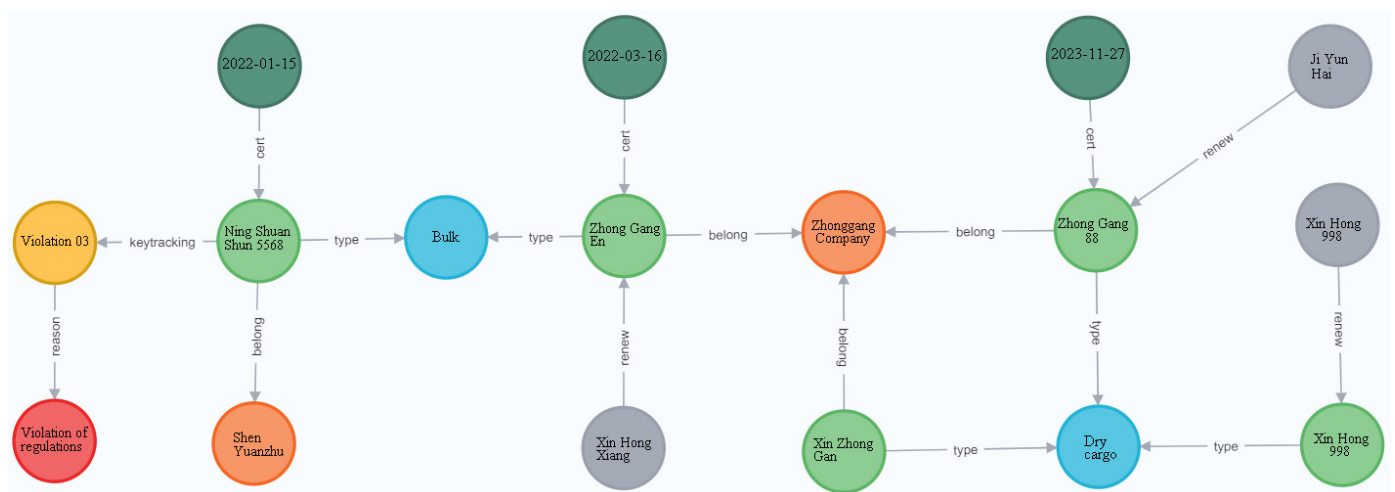 2022-01-15
2022-03-16
2023-11-27
Ji Yun
Hai
cert
cert
cert
renew
Violation 03
keytracking
Ning Shuan
Shun 5568
type
Bulk
type
Zhong Gang
En
belong
Zhonggang
Company
belong
Zhong Gang
88
Xin Hong
998
reason
belong
renew
belong
type
renew
Violation of
regulations
Shen
Yuanzhu
Xin Hong
Xiang
Xin Zhong
Gan
type
Dry
cargo
type
Xin Hong
998